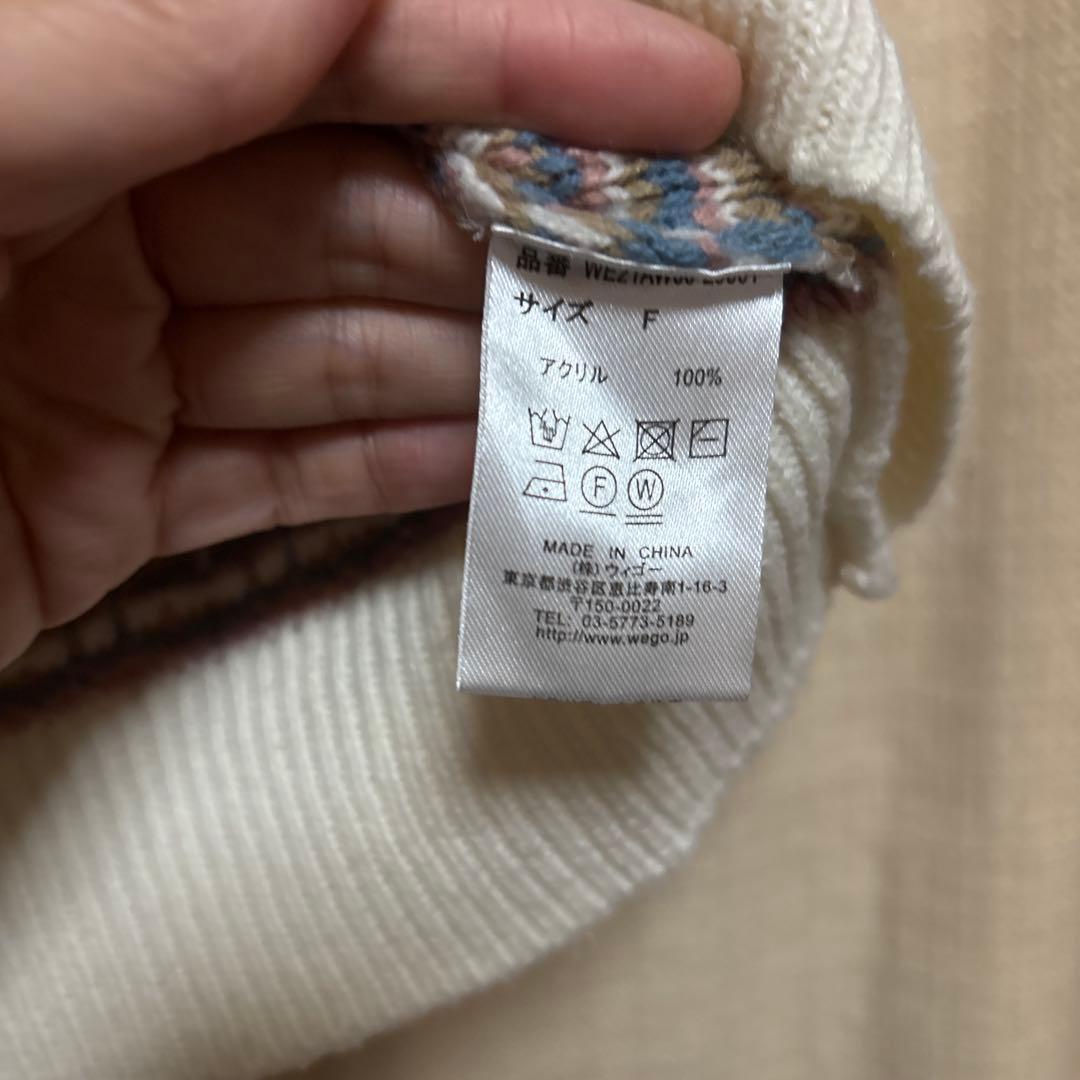 品番
サイズ F
アクリル 100%
F W
MADE IN CHINA
(株)ウィゴー
東京都渋谷区恵比寿南1-16-3
〒150-0022
TEL: 03-5773-5189
http://www.wego.jp